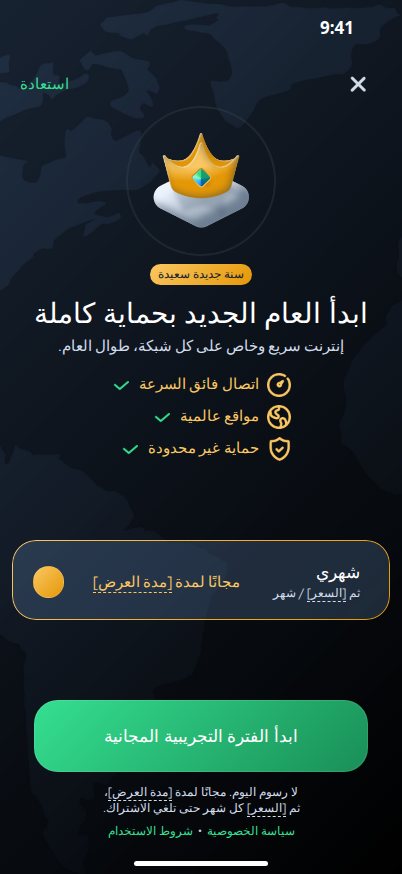 9:41
استعادة
سنة جديدة سعيدة
ابدأ العام الجديد بحماية كاملة
إنترنت سريع وخاص على كل شبكة، طوال العام.
اتصال فائق السرعة
مواقع عالمية
حماية غير محدودة
شهري
ثم [السعر] / شهر
مجانًا لمدة [مدة العرض]
ابدأ الفترة التجريبية المجانية
لا رسوم اليوم. مجانًا لمدة [مدة العرض]،
ثم [السعر] كل شهر حتى تلغي الاشتراك.
سياسة الخصوصية • شروط الاستخدام